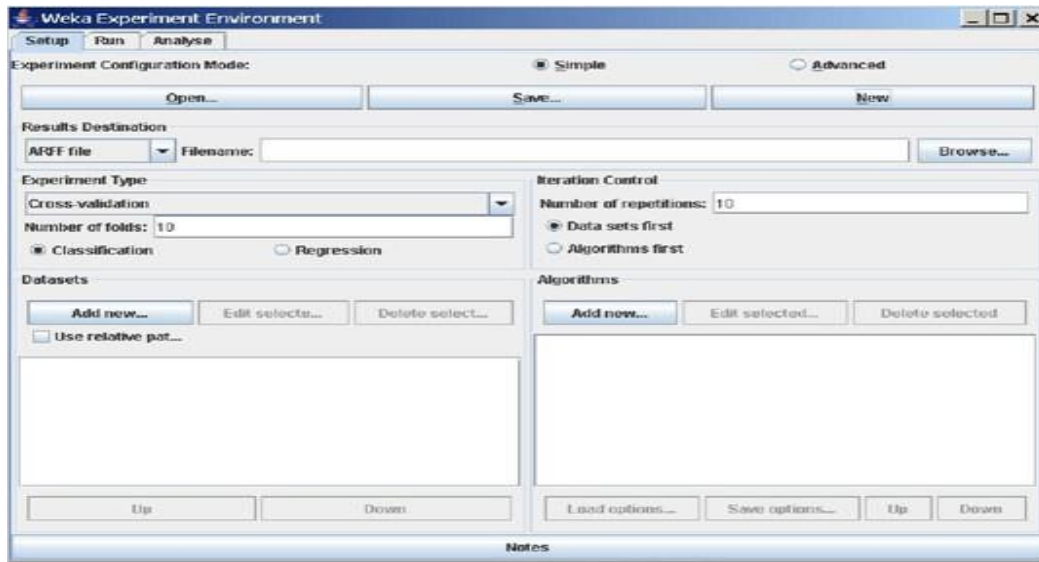 Weka Experiment Environment
Setup Run Analyse
Experiment Configuration Mode: Simple Advanced
Open... Save... New
Results Destination
ARFF file Filename: Browse...
Experiment Type
Cross-validation
Number of folds: 10
Classification Regression
Iteration Control
Number of repetitions: 10
Data sets first
Algorithms first
Datasets
Add new... Edit selecte... Delete select...
Use relative pat...
Up Down
Algorithms
Add new... Edit selected... Delete selected
Load options... Save options... Up Down
Notes